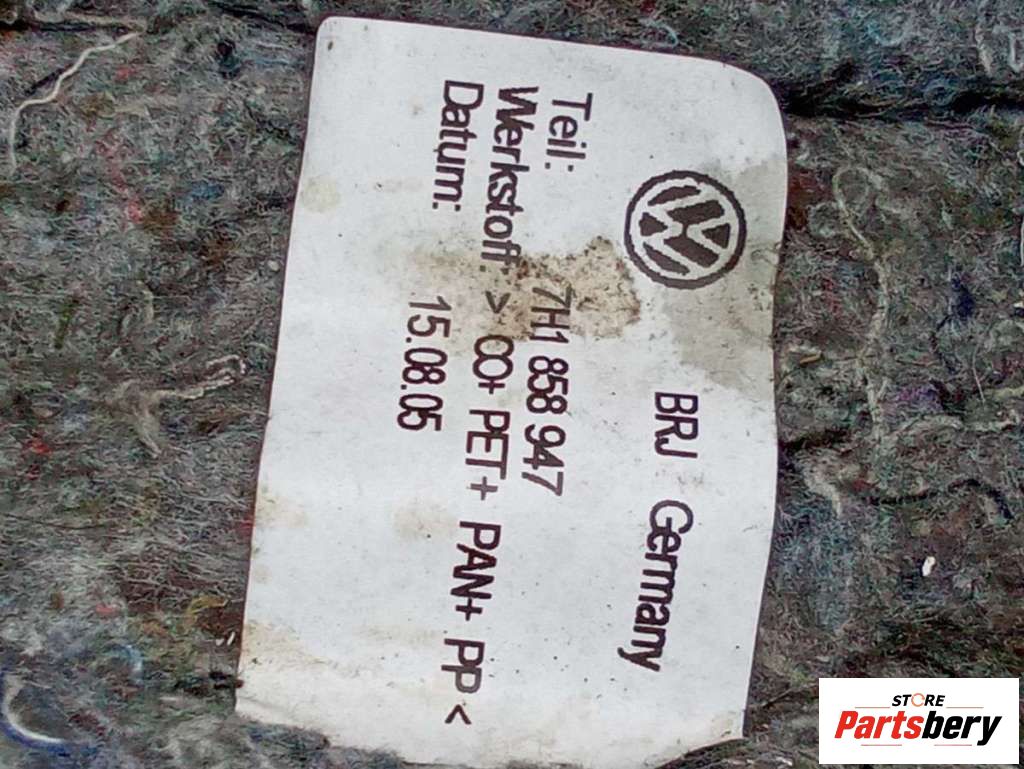 BRJ Germany
Teil: 7H1 858 947
Werkstoff: > CO+ PET+ PAN+ PP <
Datum: 15.08.05
STORE
Partsbery